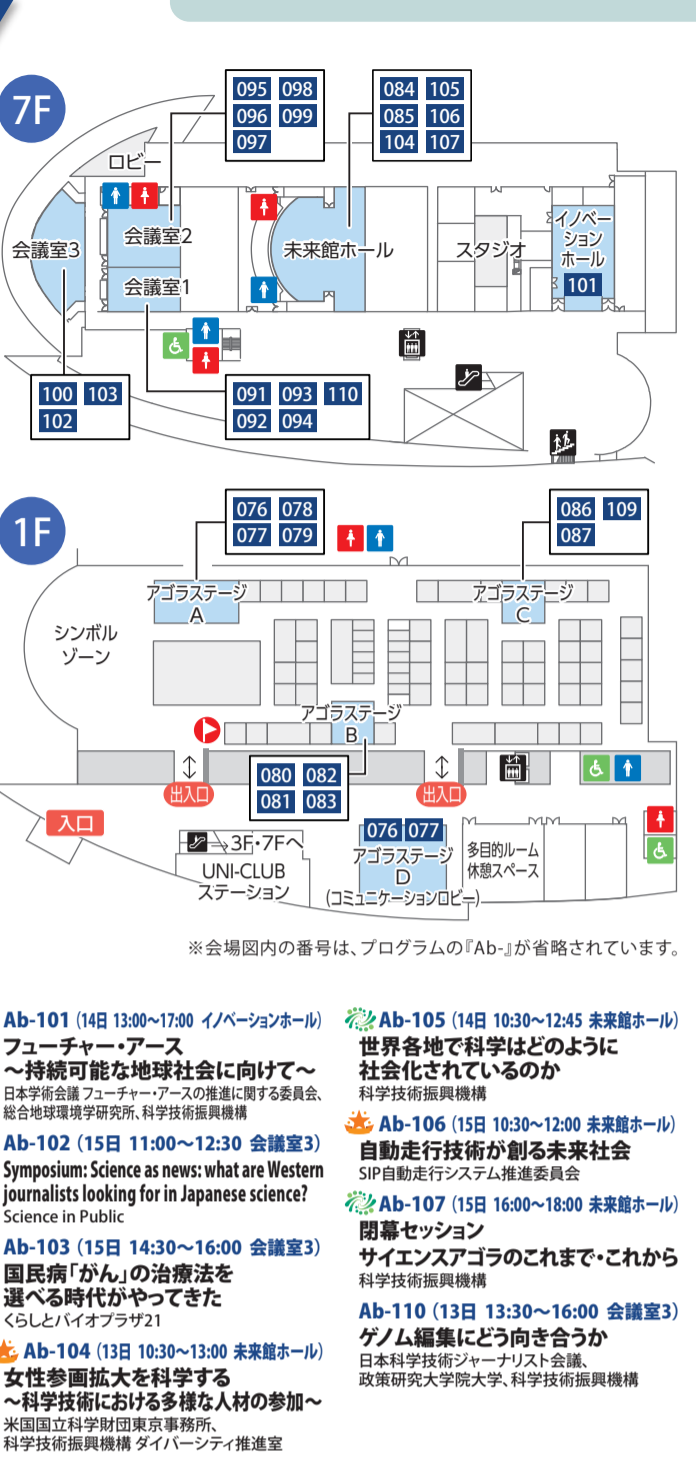 7F
095 098
096 099
097
084 105
085 106
104 107
ロビー
会議室3
会議室2
会議室1
未来館ホール
スタジオ
イノベー
ション
ホール
101
100 103
102
091 093 110
092 094
1F
076 078
077 079
086 109
087
アゴラステージ
A
アゴラステージ
C
シンボル
ゾーン
アゴラステージ
B
080 082
081 083
出入口
出入口
入口
→3F・7Fへ
UNI-CLUB
ステーション
076 077
アゴラステージ
D
(コミュニケーションロビー)
多目的ルーム
休憩スペース
※会場図内の番号は、プログラムの『Ab-』が省略されています。
Ab-101（14日 13:00〜17:00 イノベーションホール）
フューチャー・アース
〜持続可能な地球社会に向けて〜
日本学術会議 フューチャー・アースの推進に関する委員会、
総合地球環境学研究所、科学技術振興機構
Ab-102（15日 11:00〜12:30 会議室3）
Symposium: Science as news: what are Western
journalists looking for in Japanese science?
Science in Public
Ab-103（15日 14:30〜16:00 会議室3）
国民病「がん」の治療法を
選べる時代がやってきた
くらしとバイオプラザ21
Ab-104（13日 10:30〜13:00 未来館ホール）
女性参画拡大を科学する
〜科学技術における多様な人材の参加〜
米国国立科学財団東京事務所、
科学技術振興機構 ダイバーシティ推進室
Ab-105（14日 10:30〜12:45 未来館ホール）
世界各地で科学はどのように
社会化されているのか
科学技術振興機構
Ab-106（15日 10:30〜12:00 未来館ホール）
自動走行技術が創る未来社会
SIP自動走行システム推進委員会
Ab-107（15日 16:00〜18:00 未来館ホール）
閉幕セッション
サイエンスアゴラのこれまで・これから
科学技術振興機構
Ab-110（13日 13:30〜16:00 会議室3）
ゲノム編集にどう向き合うか
日本科学技術ジャーナリスト会議、
政策研究大学院大学、科学技術振興機構